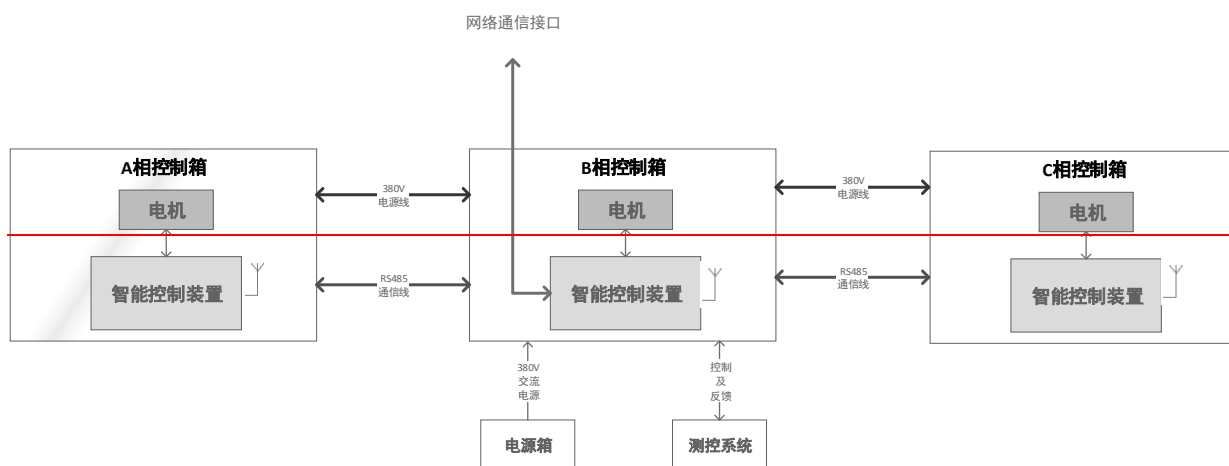 网络通信接口
A相控制箱
B相控制箱
C相控制箱
电机
380V
电源线
电机
380V
电源线
电机
智能控制装置
RS485
通信线
智能控制装置
RS485
通信线
智能控制装置
380V
交流
电源
控制
及
反馈
电源箱
测控系统